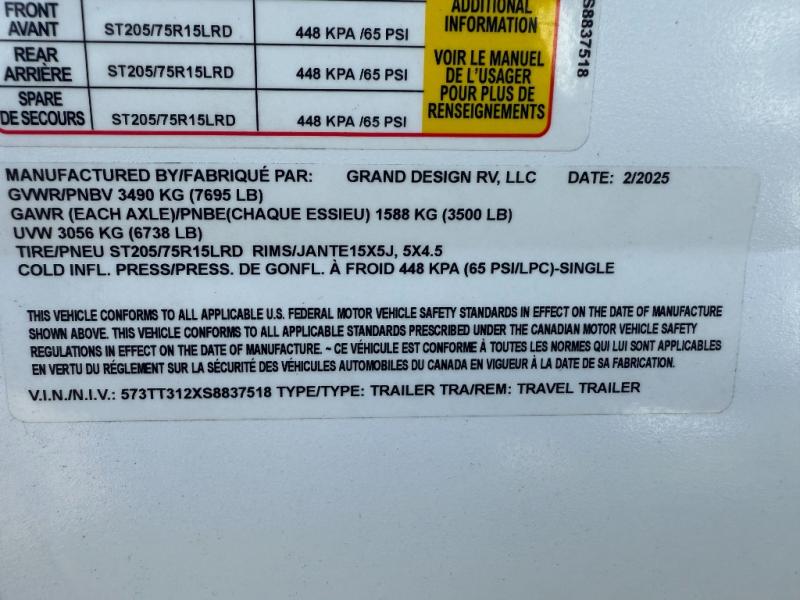 FRONT
AVANT ST205/75R15LRD 448 KPA /65 PSI
REAR
ARRIÈRE ST205/75R15LRD 448 KPA /65 PSI
SPARE
DE SECOURS ST205/75R15LRD 448 KPA /65 PSI
ADDITIONAL
INFORMATION
VOIR LE MANUEL
DE L'USAGER
POUR PLUS DE
RENSEIGNEMENTS
S8837518
MANUFACTURED BY/FABRIQUÉ PAR: GRAND DESIGN RV, LLC DATE: 2/2025
GVWR/PNBV 3490 KG (7695 LB)
GAWR (EACH AXLE)/PNBE(CHAQUE ESSIEU) 1588 KG (3500 LB)
UVW 3056 KG (6738 LB)
TIRE/PNEU ST205/75R15LRD RIMS/JANTE15X5J, 5X4.5
COLD INFL. PRESS/PRESS. DE GONFL. À FROID 448 KPA (65 PSI/LPC)-SINGLE
THIS VEHICLE CONFORMS TO ALL APPLICABLE U.S. FEDERAL MOTOR VEHICLE SAFETY STANDARDS IN EFFECT ON THE DATE OF MANUFACTURE
SHOWN ABOVE. THIS VEHICLE CONFORMS TO ALL APPLICABLE STANDARDS PRESCRIBED UNDER THE CANADIAN MOTOR VEHICLE SAFETY
REGULATIONS IN EFFECT ON THE DATE OF MANUFACTURE. ~ CE VÉHICULE EST CONFORME À TOUTES LES NORMES QUI LUI SONT APPLICABLES
EN VERTU DU RÈGLEMENT SUR LA SÉCURITÉ DES VÉHICULES AUTOMOBILES DU CANADA EN VIGUEUR À LA DATE DE SA FABRICATION.
V.I.N./N.I.V.: 573TT312XS8837518 TYPE/TYPE: TRAILER TRA/REM: TRAVEL TRAILER